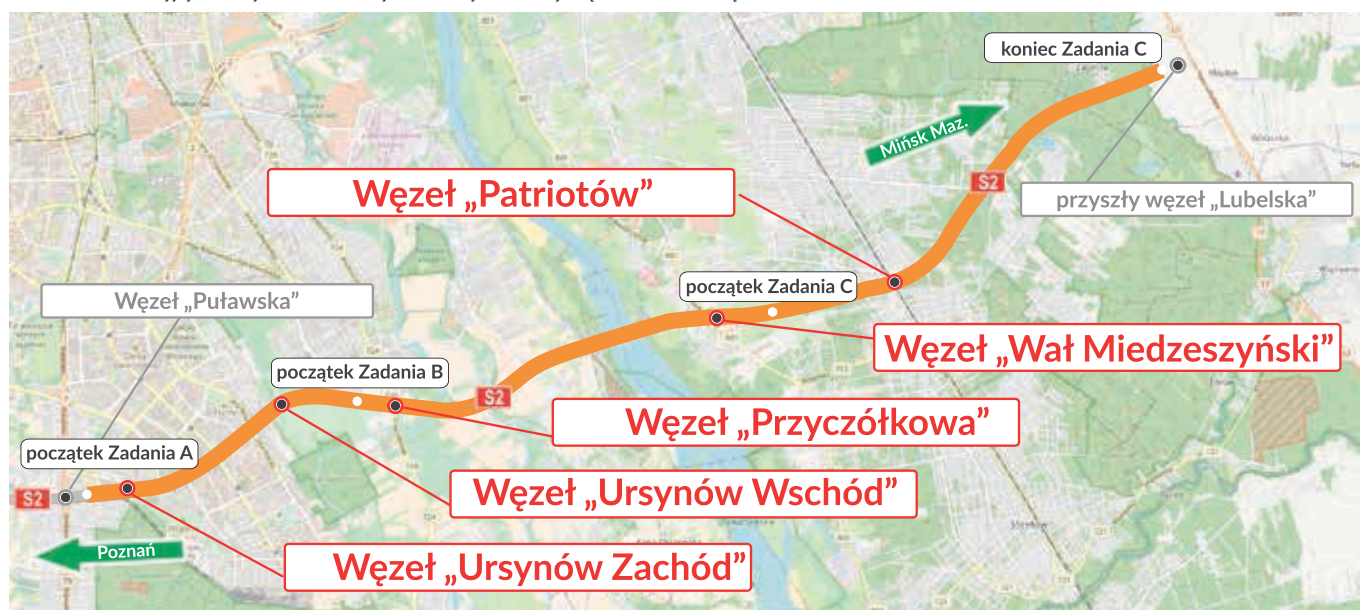 koniec Zadania C
Mińsk Maz.
S2
Węzeł „Patriotów”
przyszły węzeł „Lubelska”
początek Zadania C
Węzeł „Puławska”
Węzeł „Wał Miedzeszyński”
początek Zadania B
S2
Węzeł „Przyczółkowa”
początek Zadania A
Węzeł „Ursynów Wschód”
S2
Poznań
Węzeł „Ursynów Zachód”